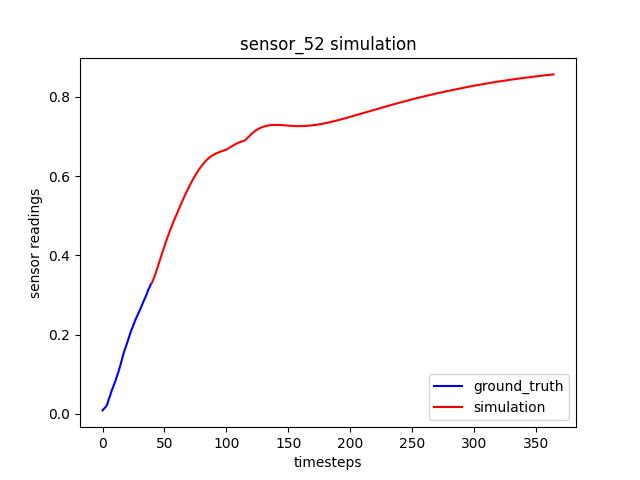 sensor_52 simulation
sensor readings
0.8
0.6
0.4
0.2
0.0
ground_truth
simulation
0 50 100 150 200 250 300 350
timesteps